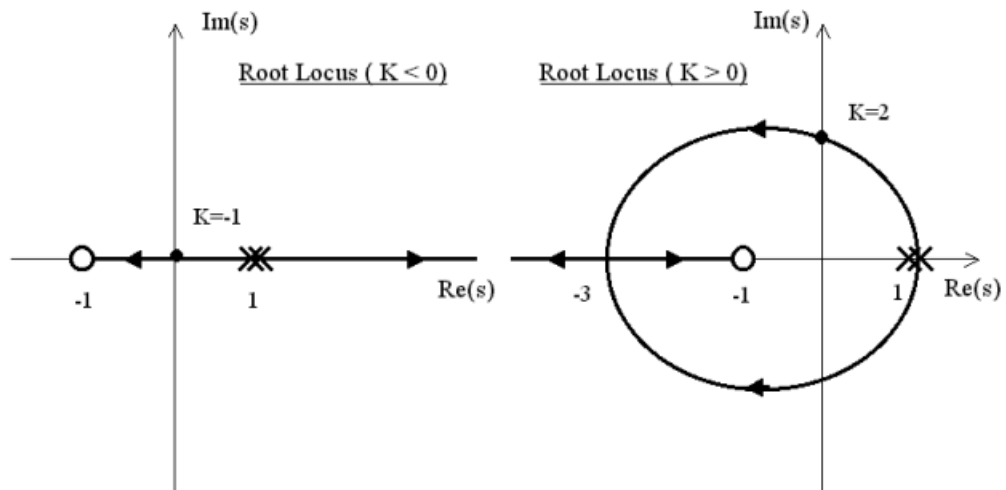 Im(s)
Root Locus ( K < 0)
K=-1
-1
1
Re(s)
Im(s)
Root Locus ( K > 0)
K=2
-3
-1
1
Re(s)